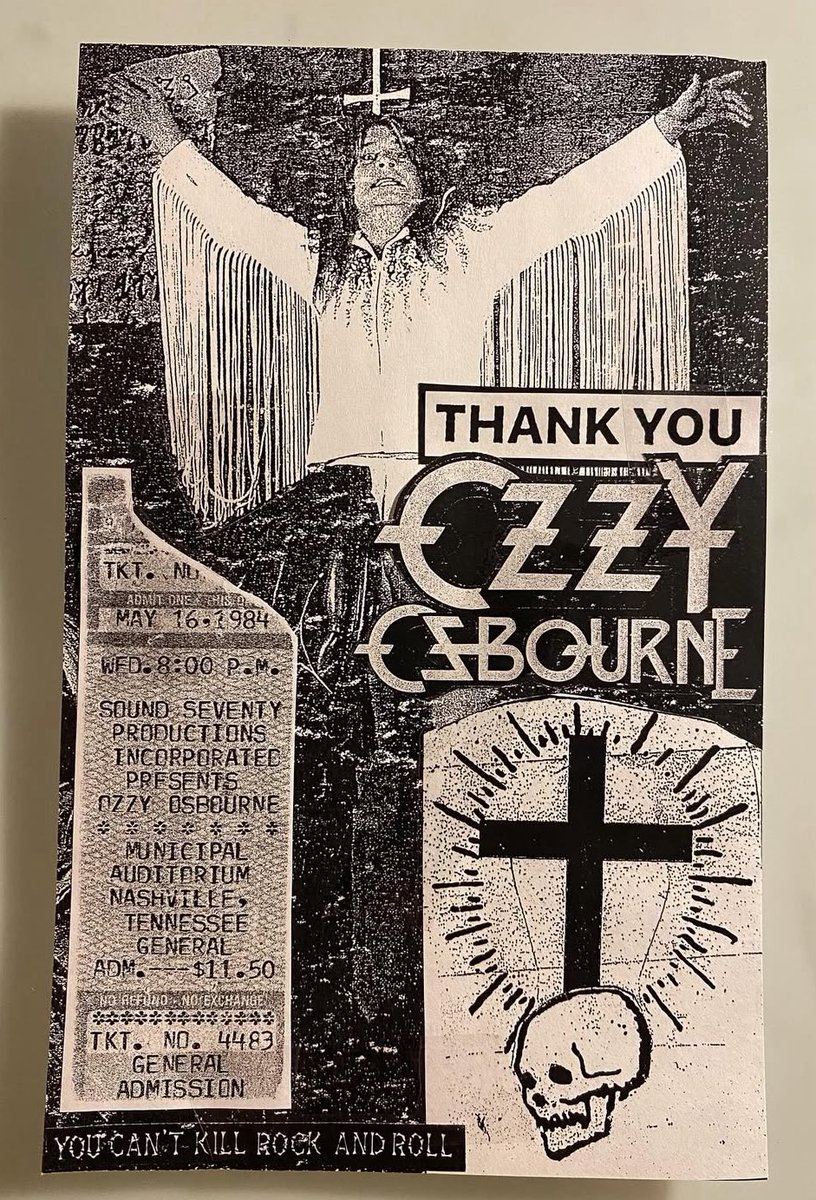 THANK YOU
OZZY
OSBOURNE
TKT. NO
ADMIT ONE THIS D
MAY 16.1984
WED.8:00 P.M.
SOUND SEVENTY
PRODUCTIONS
INCORPORATED
PRESENTS
OZZY OSBOURNE
* * * * * * *
MUNICIPAL
AUDITORIUM
NASHVILLE,
TENNESSEE
GENERAL
ADM.---$11.50
NO REFUND - NO EXCHANGE
****************
TKT. NO. 4483
GENERAL
ADMISSION
YOU CAN'T KILL ROCK AND ROLL